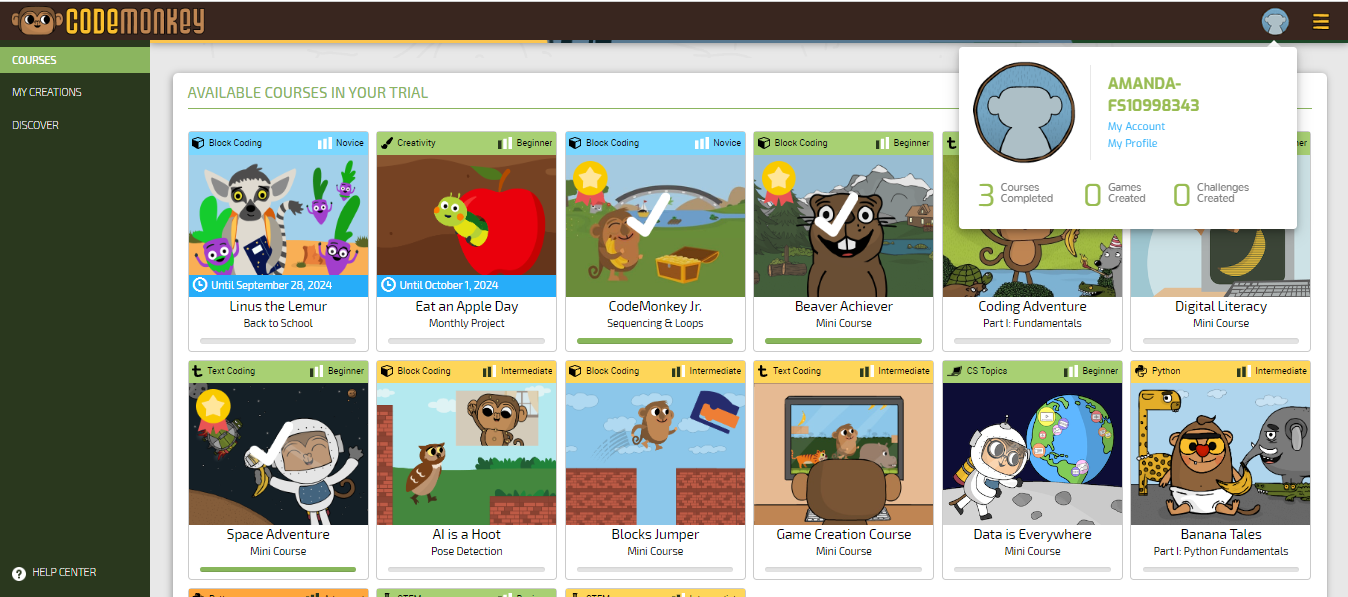 CODEMONKEY
COURSES
MY CREATIONS
DISCOVER
HELP CENTER
AMANDA-
FS10998343
My Account
My Profile
3 Courses
Completed
0 Games
Created
0 Challenges
Created
AVAILABLE COURSES IN YOUR TRIAL
Block Coding Novice
Until September 28, 2024
Linus the Lemur
Back to School
Creativity Beginner
Until October 1, 2024
Eat an Apple Day
Monthly Project
Block Coding Novice
CodeMonkey Jr.
Sequencing & Loops
Block Coding Beginner
Beaver Achiever
Mini Course
Coding Adventure
Part I: Fundamentals
Digital Literacy
Mini Course
Text Coding Beginner
Space Adventure
Mini Course
Block Coding Intermediate
AI is a Hoot
Pose Detection
Block Coding Intermediate
Blocks Jumper
Mini Course
Text Coding Intermediate
Game Creation Course
Mini Course
CS Topics Beginner
Data is Everywhere
Mini Course
Python Intermediate
Banana Tales
Part I: Python Fundamentals